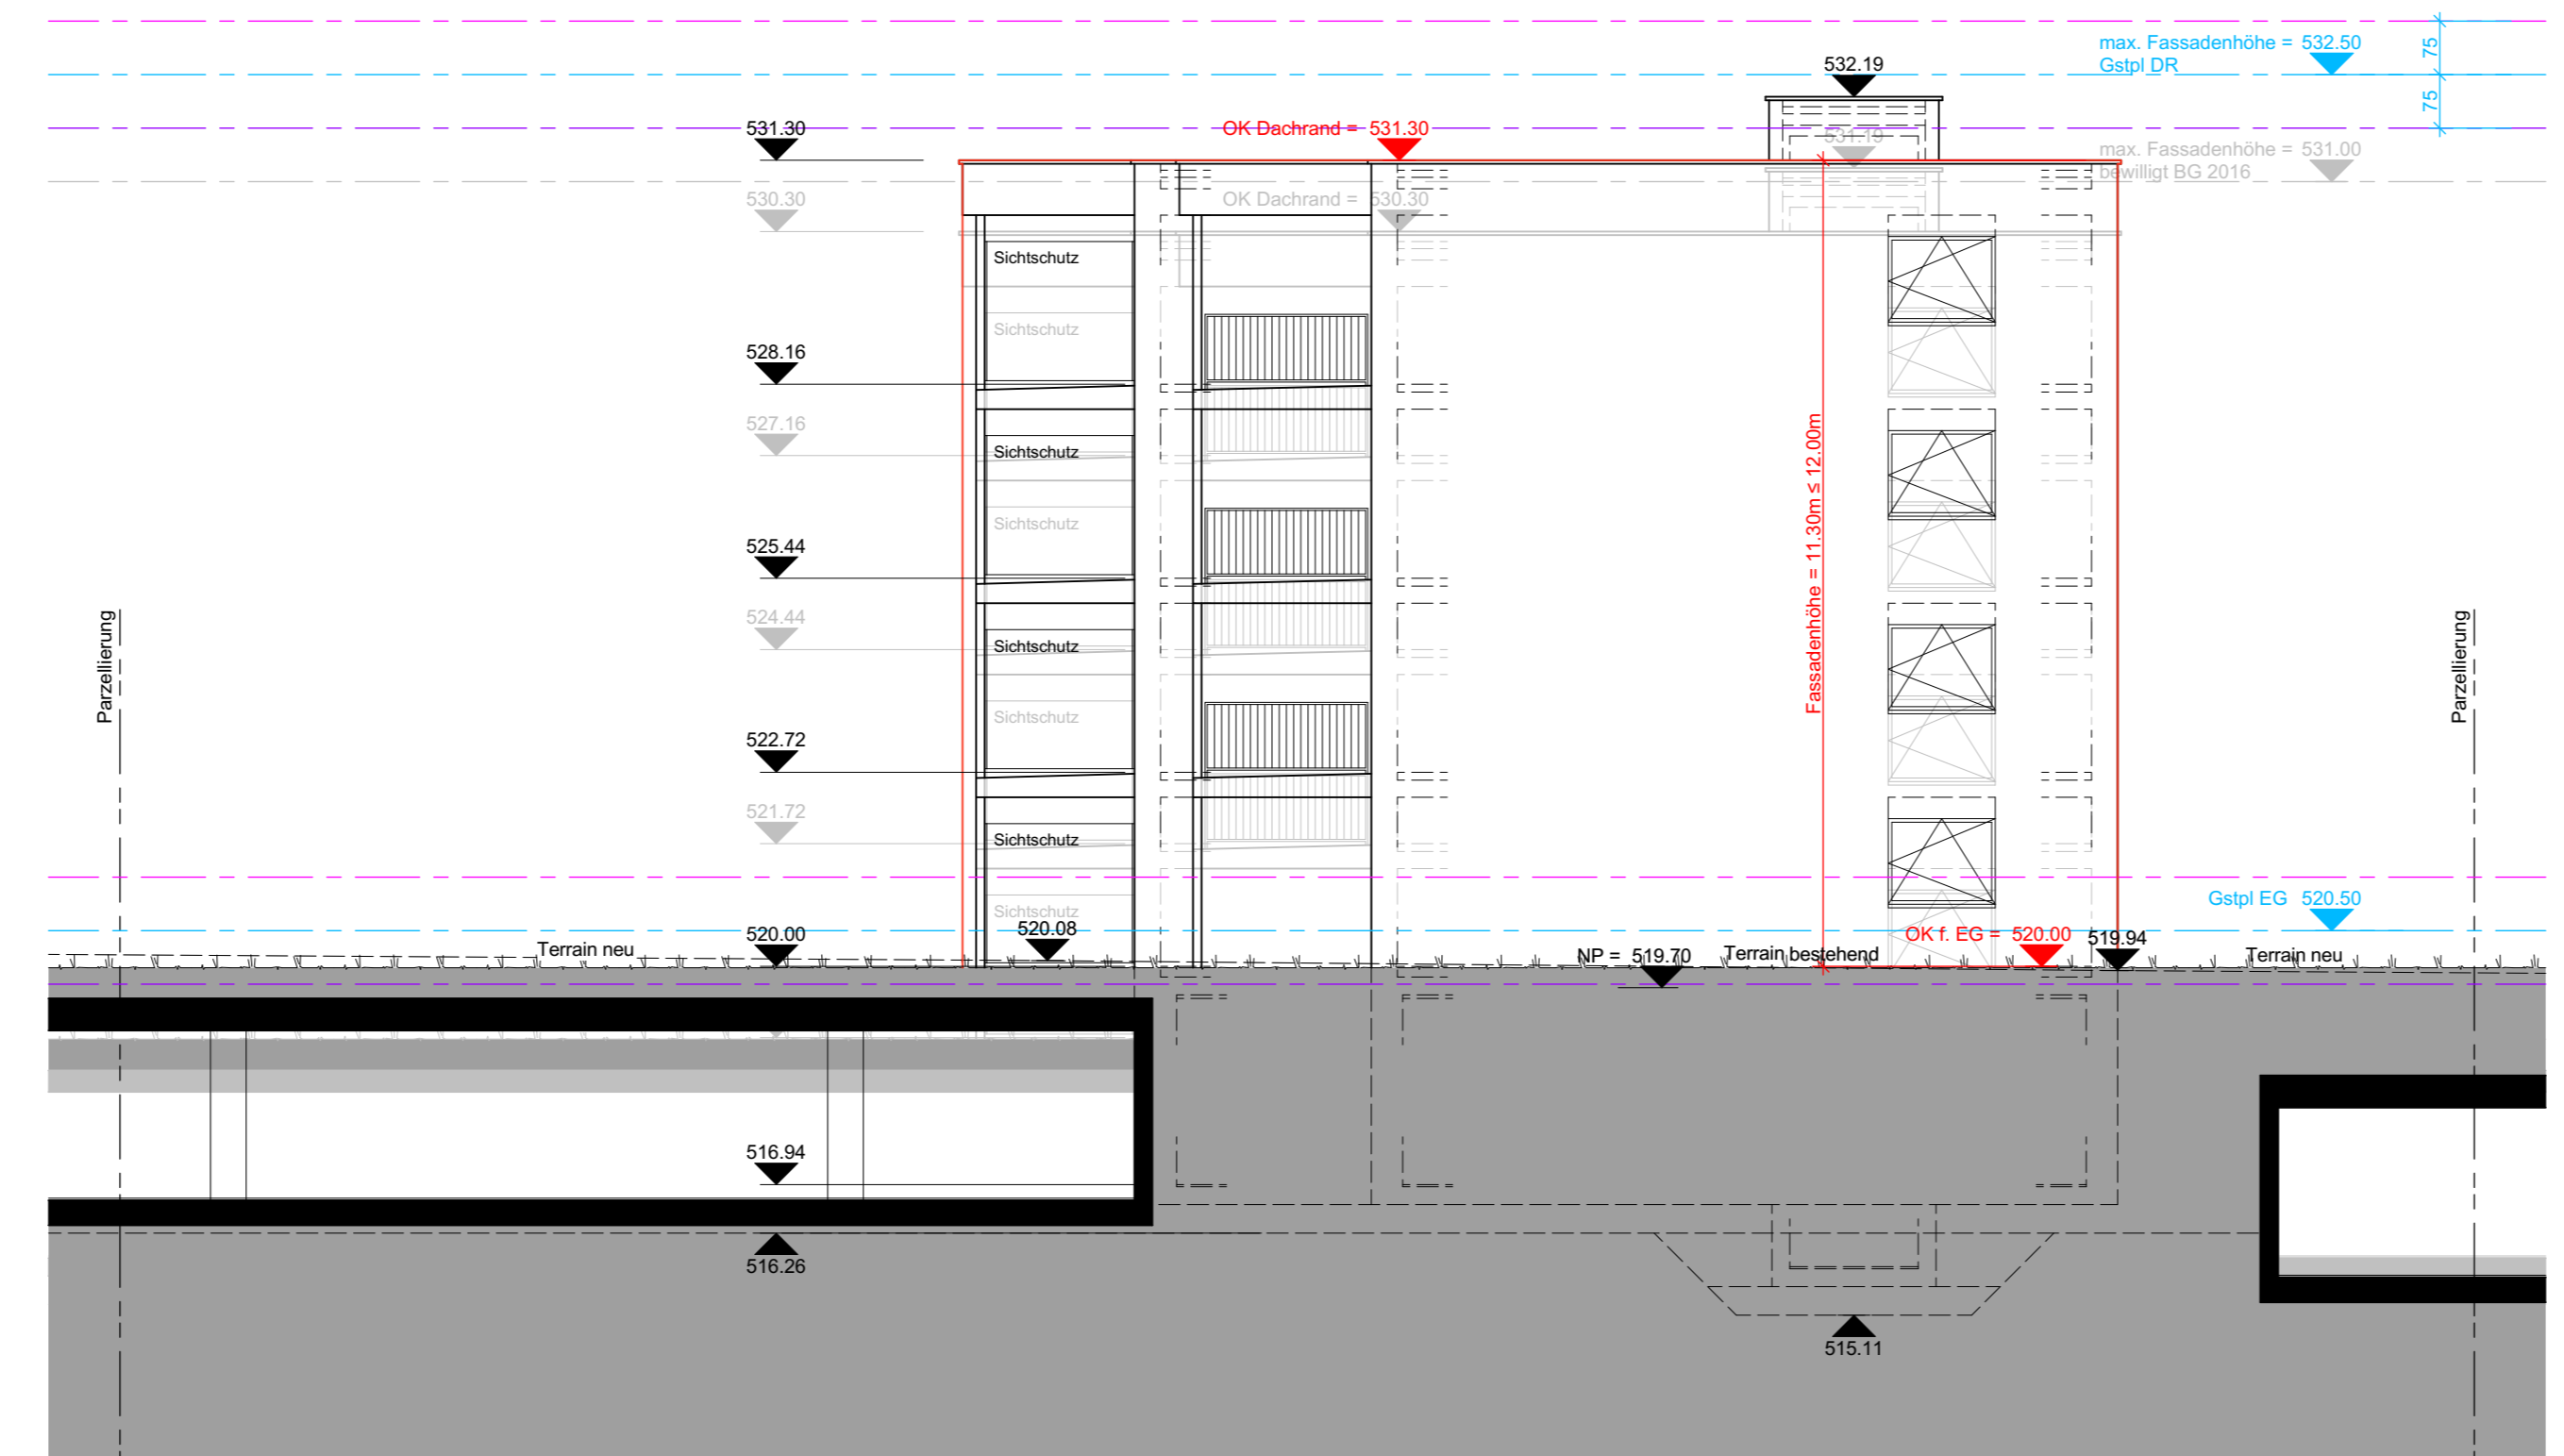 max. Fassadenhöhe = 532.50
Gstpl DR
75
75
532.19
531.30
OK Dachrand = 531.30
531.19
max. Fassadenhöhe = 531.00
bewilligt BG 2016
530.30
OK Dachrand = 530.30
Sichtschutz
Sichtschutz
528.16
527.16
Sichtschutz
Sichtschutz
525.44
524.44
Sichtschutz
Sichtschutz
Fassadenhöhe = 11.30m ≤ 12.00m
Parzellierung
Parzellierung
522.72
521.72
Sichtschutz
Sichtschutz
Gstpl EG 520.50
520.00
520.08
Terrain neu
NP = 519.70
Terrain bestehend
OK f. EG = 520.00
519.94
Terrain neu
516.94
516.26
515.11